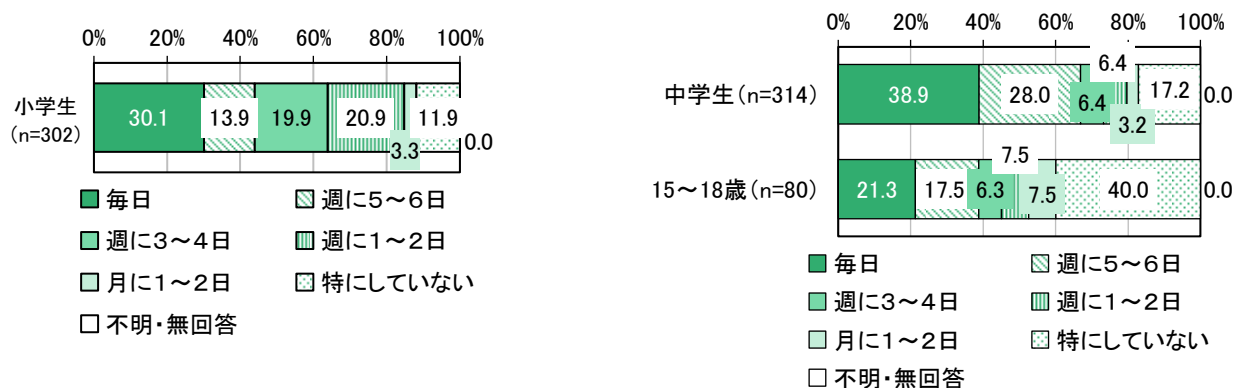 0% 20% 40% 60% 80% 100%
小学生
(n=302)
30.1 13.9 19.9 20.9 3.3 11.9 0.0
毎日 週に5~6日
週に3~4日 週に1~2日
月に1~2日 特にしていない
不明・無回答
0% 20% 40% 60% 80% 100%
中学生(n=314)
38.9 28.0 6.4 6.4 3.2 17.2 0.0
15~18歳(n=80)
21.3 17.5 6.3 7.5 7.5 40.0 0.0
毎日 週に5~6日
週に3~4日 週に1~2日
月に1~2日 特にしていない
不明・無回答